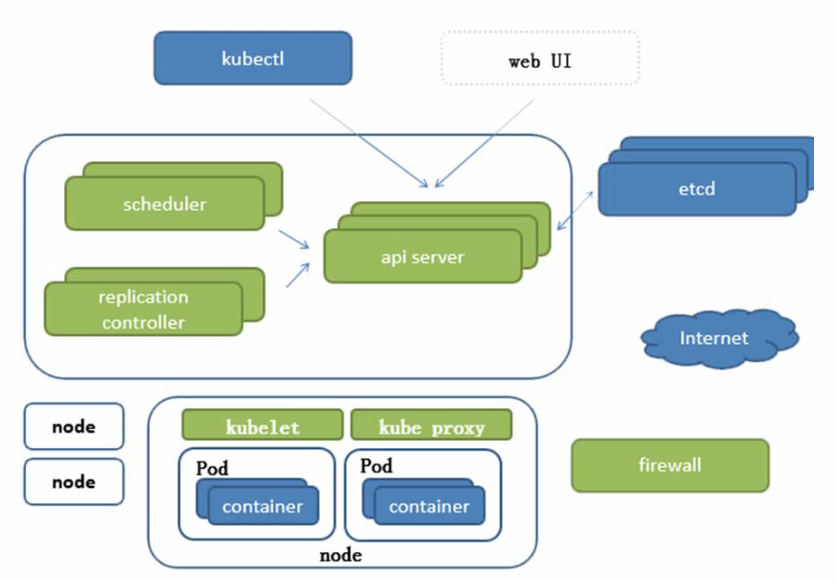 kubectl
web UI
scheduler
etcd
api server
replication
controller
Internet
node
node
kubelet
kube proxy
Pod
container
Pod
container
node
firewall